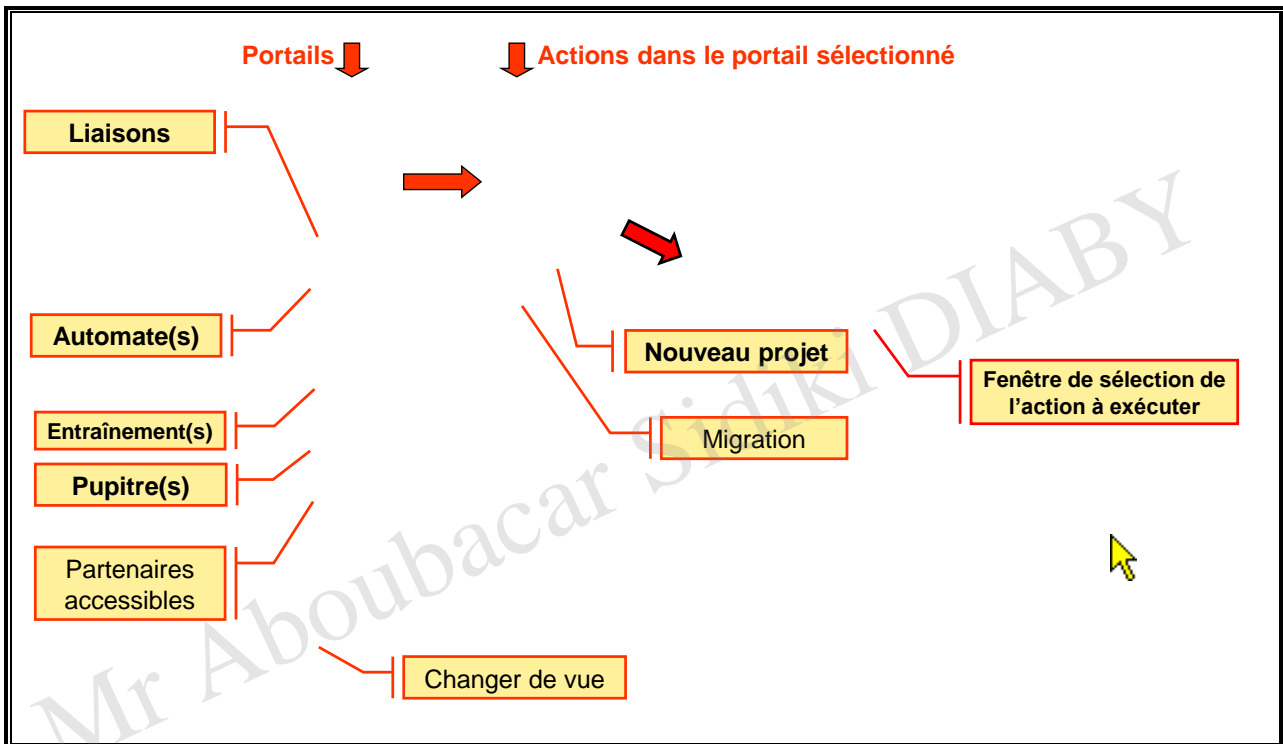 Portails
Actions dans le portail sélectionné
Liaisons
Automate(s)
Nouveau projet
Fenêtre de sélection de
l’action à exécuter
Entraînement(s)
Migration
Pupitre(s)
Partenaires
accessibles
Changer de vue
Mr Aboubacar Sidiki DIABY